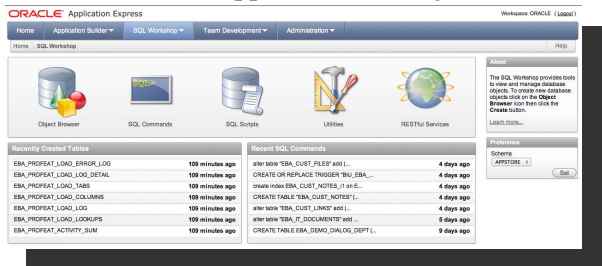 ORACLE Application Express
Workspace: ORACLE ( Logout )
Home Application Builder SQL Workshop Team Development Administration
Home SQL Workshop Help
SQL>
Object Browser SQL Commands SQL Scripts Utilities RESTful Services
About
The SQL Workshop provides tools
to view and manage database
objects. To create new database
objects click on the Object
Browser icon then click the
Create button.
Learn more...
Preference
Schema
APPSTORE
Set
Recently Created Tables
EBA_PROFEAT_LOAD_ERROR_LOG 109 minutes ago
EBA_PROFEAT_LOAD_LOG_DETAIL 109 minutes ago
EBA_PROFEAT_LOAD_TABS 109 minutes ago
EBA_PROFEAT_LOAD_COLUMNS 109 minutes ago
EBA_PROFEAT_LOAD_LOG 109 minutes ago
EBA_PROFEAT_LOAD_LOOKUPS 109 minutes ago
EBA_PROFEAT_ACTIVITY_SUM 109 minutes ago
Recent SQL Commands
alter table "EBA_CUST_FILES" add (... 4 days ago
CREATE OR REPLACE TRIGGER "BIU_EBA_... 4 days ago
create index EBA_CUST_NOTES_i1 on E... 4 days ago
CREATE TABLE "EBA_CUST_NOTES" (... 4 days ago
alter table "EBA_CUST_LINKS" add (... 4 days ago
alter table "EBA_IT_DOCUMENTS" add ... 5 days ago
CREATE TABLE EBA_DEMO_DIALOG_DEPT (... 9 days ago